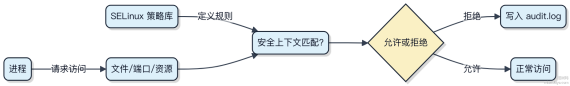 SELinux 策略库
定义规则
安全上下文匹配?
允许或拒绝
拒绝
写入 audit.log
进程
请求访问
文件/端口/资源
允许
正常访问